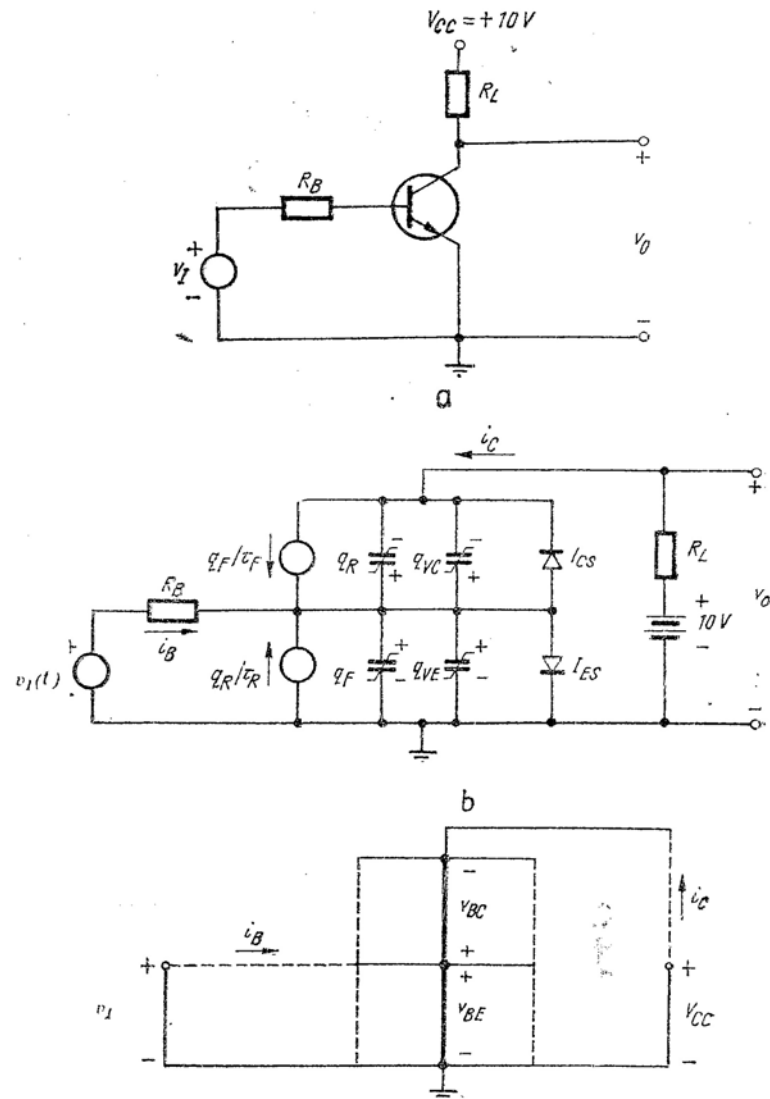 V_CC = +10 V
R_L
R_B
+
+
v_I
-
v_o
-
a
i_C
+
q_F/τ_F
q_R
-
+
q_VC
-
+
I_CS
R_L
R_B
+
i_B
q_R/τ_R
q_F
+
-
q_VE
+
-
I_ES
+
10 V
-
v_o
v_I(t)
-
b
-
v_BC
i_C
i_B
+
+
+
+
v_I
v_BE
V_CC
-
-
-